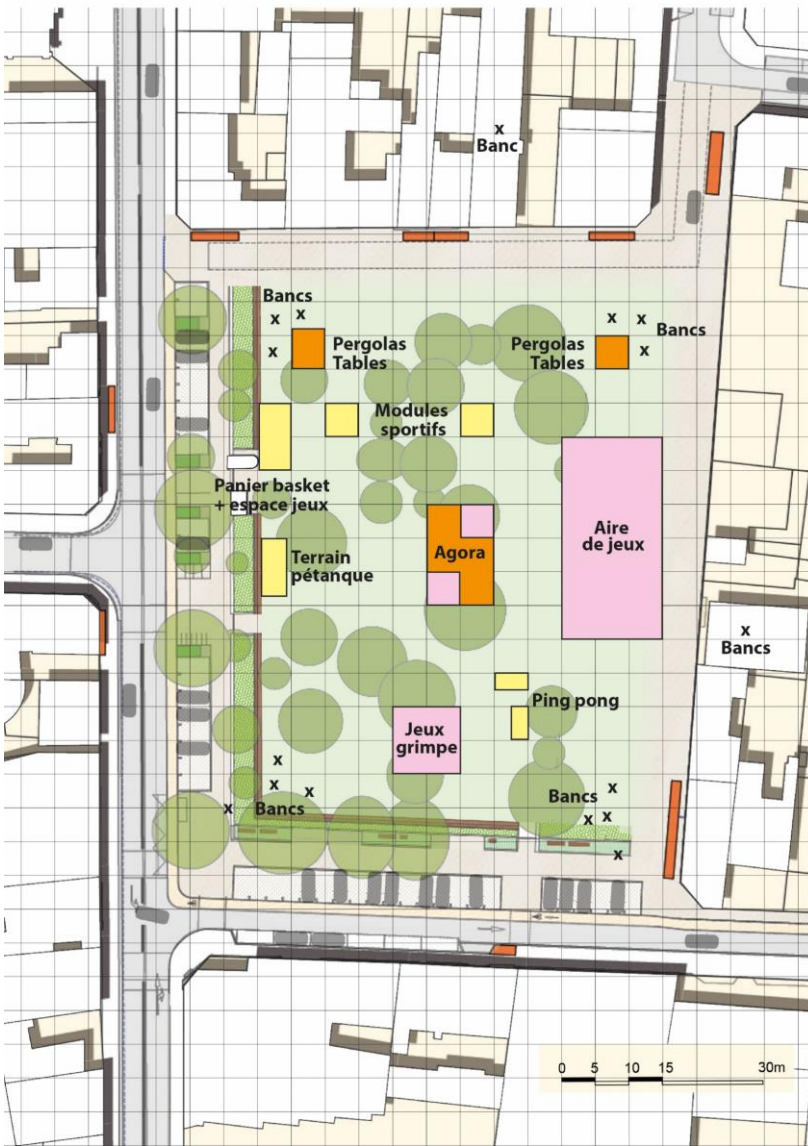 x
Banc
Bancs
x x
x
x x
Bancs
x
Pergolas
Tables
Pergolas
Tables
Modules
sportifs
Panier basket
+ espace jeux
Aire
de jeux
Agora
Terrain
pétanque
x
Bancs
Ping pong
Jeux
grimpe
x
x x
x Bancs
x
Bancs x x
x
0 5 10 15 30m